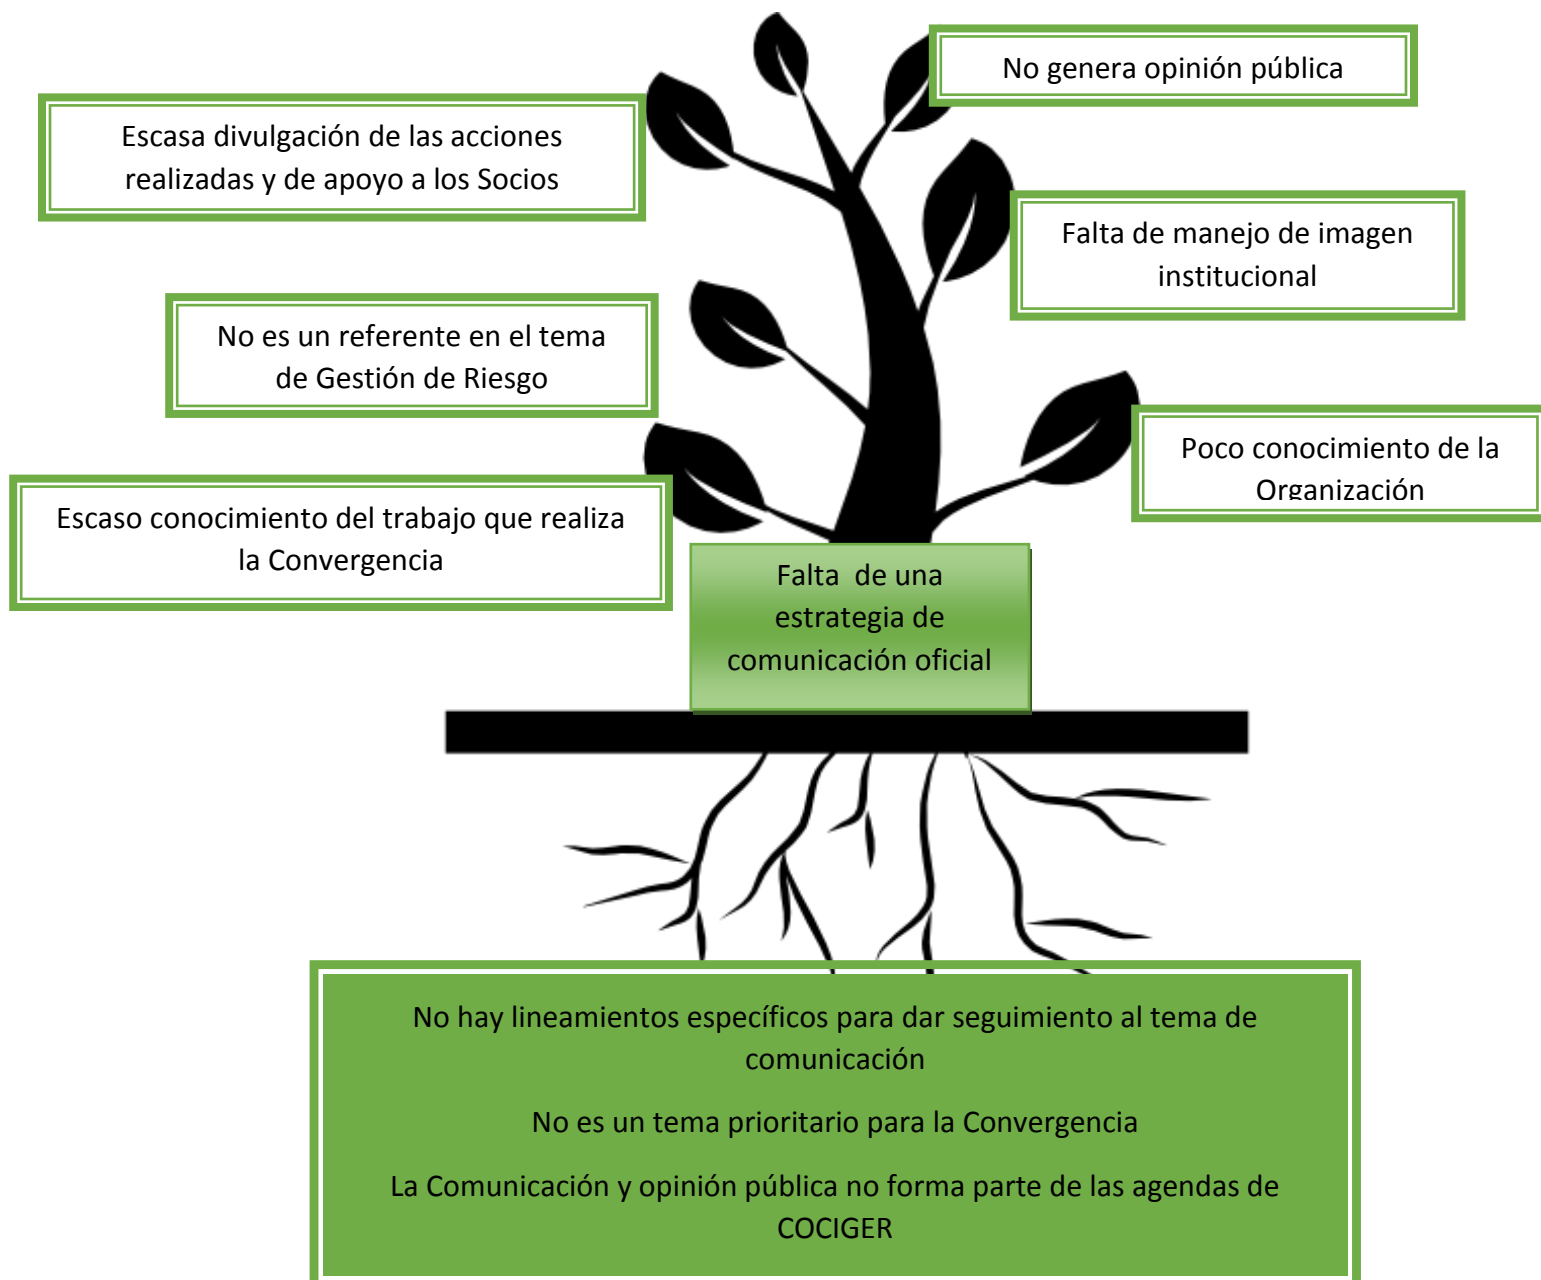 No genera opinión pública
Escasa divulgación de las acciones
realizadas y de apoyo a los Socios
Falta de manejo de imagen
institucional
No es un referente en el tema
de Gestión de Riesgo
Poco conocimiento de la
Organización
Escaso conocimiento del trabajo que realiza
la Convergencia
Falta de una
estrategia de
comunicación oficial
No hay lineamientos específicos para dar seguimiento al tema de
comunicación
No es un tema prioritario para la Convergencia
La Comunicación y opinión pública no forma parte de las agendas de
COCIGER